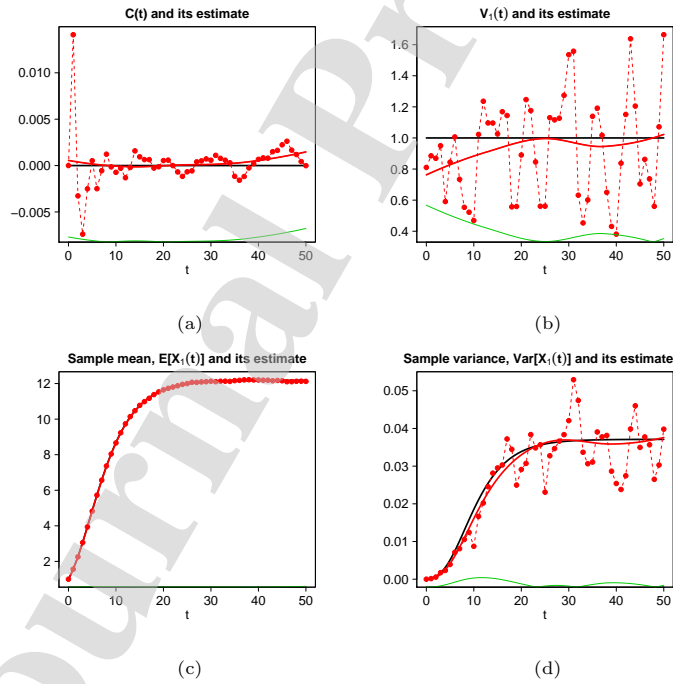 C(t) and its estimate
0.010
0.005
0.000
−0.005
0 10 20 30 40 50
t
(a)
V₁(t) and its estimate
1.6
1.4
1.2
1.0
0.8
0.6
0.4
0 10 20 30 40 50
t
(b)
Sample mean, E[X₁(t)] and its estimate
12
10
8
6
4
2
0 10 20 30 40 50
t
(c)
Sample variance, Var[X₁(t)] and its estimate
0.05
0.04
0.03
0.02
0.01
0.00
0 10 20 30 40 50
t
(d)
ournal Pr